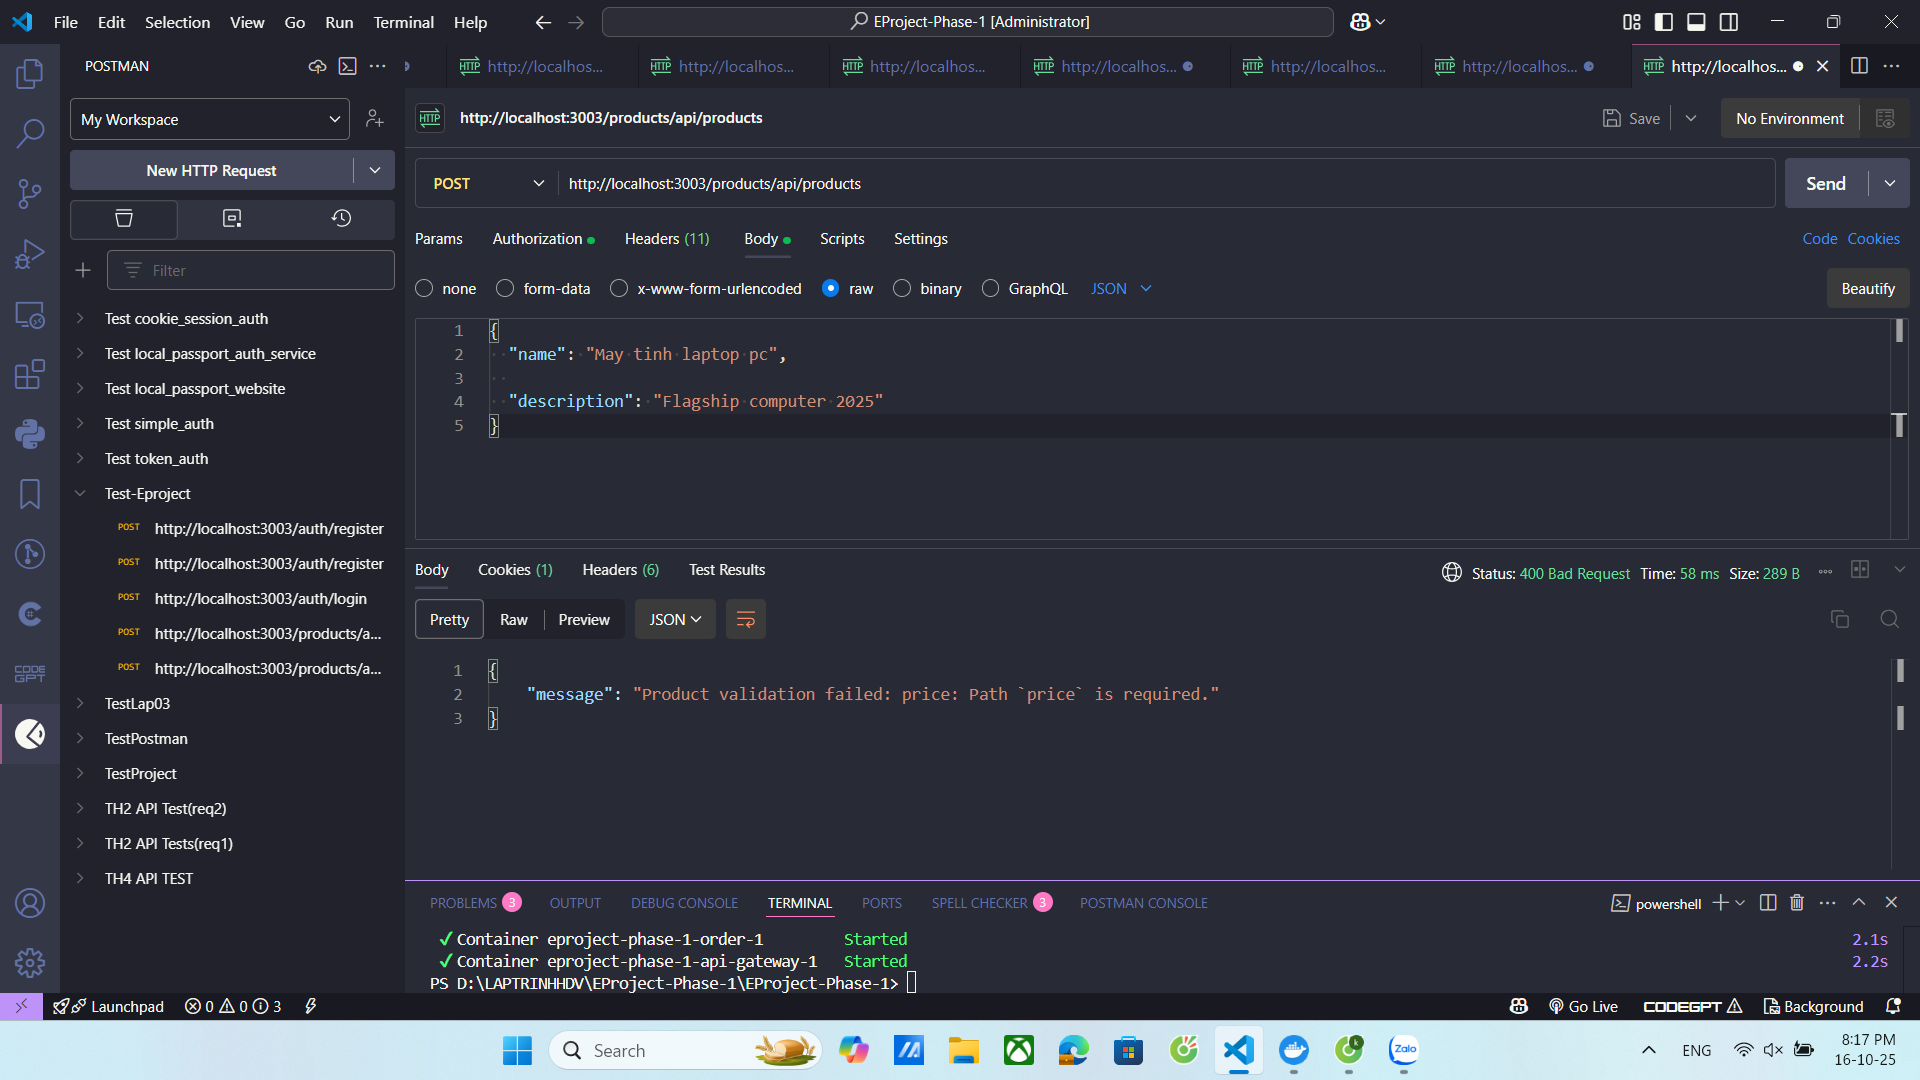 File Edit Selection View Go Run Terminal Help
EProject-Phase-1 [Administrator]
POSTMAN
http://localhos...
http://localhos...
http://localhos...
http://localhos...
http://localhos...
http://localhos...
http://localhos...
My Workspace
HTTP http://localhost:3003/products/api/products
Save
No Environment
New HTTP Request
POST
http://localhost:3003/products/api/products
Send
Params Authorization Headers (11) Body Scripts Settings
Code Cookies
Filter
none form-data x-www-form-urlencoded raw binary GraphQL JSON
Beautify
1 {
2 "name": "May tinh laptop pc",
3
4 "description": "Flagship computer 2025"
5 }
Test cookie_session_auth
Test local_passport_auth_service
Test local_passport_website
Test simple_auth
Test token_auth
Test-Eproject
POST http://localhost:3003/auth/register
POST http://localhost:3003/auth/register
POST http://localhost:3003/auth/login
POST http://localhost:3003/products/a...
POST http://localhost:3003/products/a...
TestLap03
TestPostman
TestProject
TH2 API Test(req2)
TH2 API Tests(req1)
TH4 API TEST
CODE
GPT
Body Cookies (1) Headers (6) Test Results
Status: 400 Bad Request Time: 58 ms Size: 289 B
Pretty Raw Preview JSON
1 {
2 "message": "Product validation failed: price: Path `price` is required."
3 }
PROBLEMS 3 OUTPUT DEBUG CONSOLE TERMINAL PORTS SPELL CHECKER 3 POSTMAN CONSOLE
powershell
✓ Container eproject-phase-1-order-1 Started 2.1s
✓ Container eproject-phase-1-api-gateway-1 Started 2.2s
PS D:\LAPTRINHHDV\EProject-Phase-1\EProject-Phase-1>
Launchpad 0 0 3
Go Live CODEGPT Background
Search
Zalo
ENG
8:17 PM
16-10-25